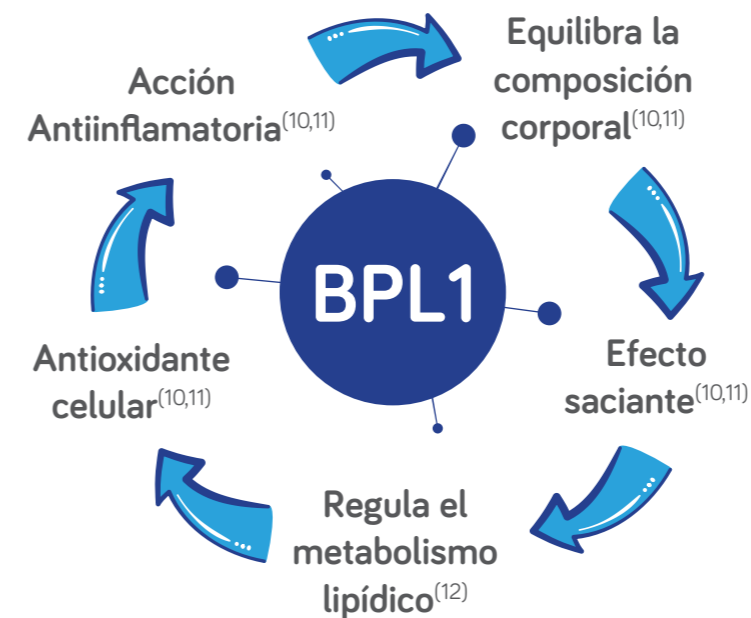 Acción
Antiinflamatoria(10,11)
Equilibra la
composición
corporal(10,11)
BPL1
Efecto
saciante(10,11)
Regula el
metabolismo
lipídico(12)
Antioxidante
celular(10,11)